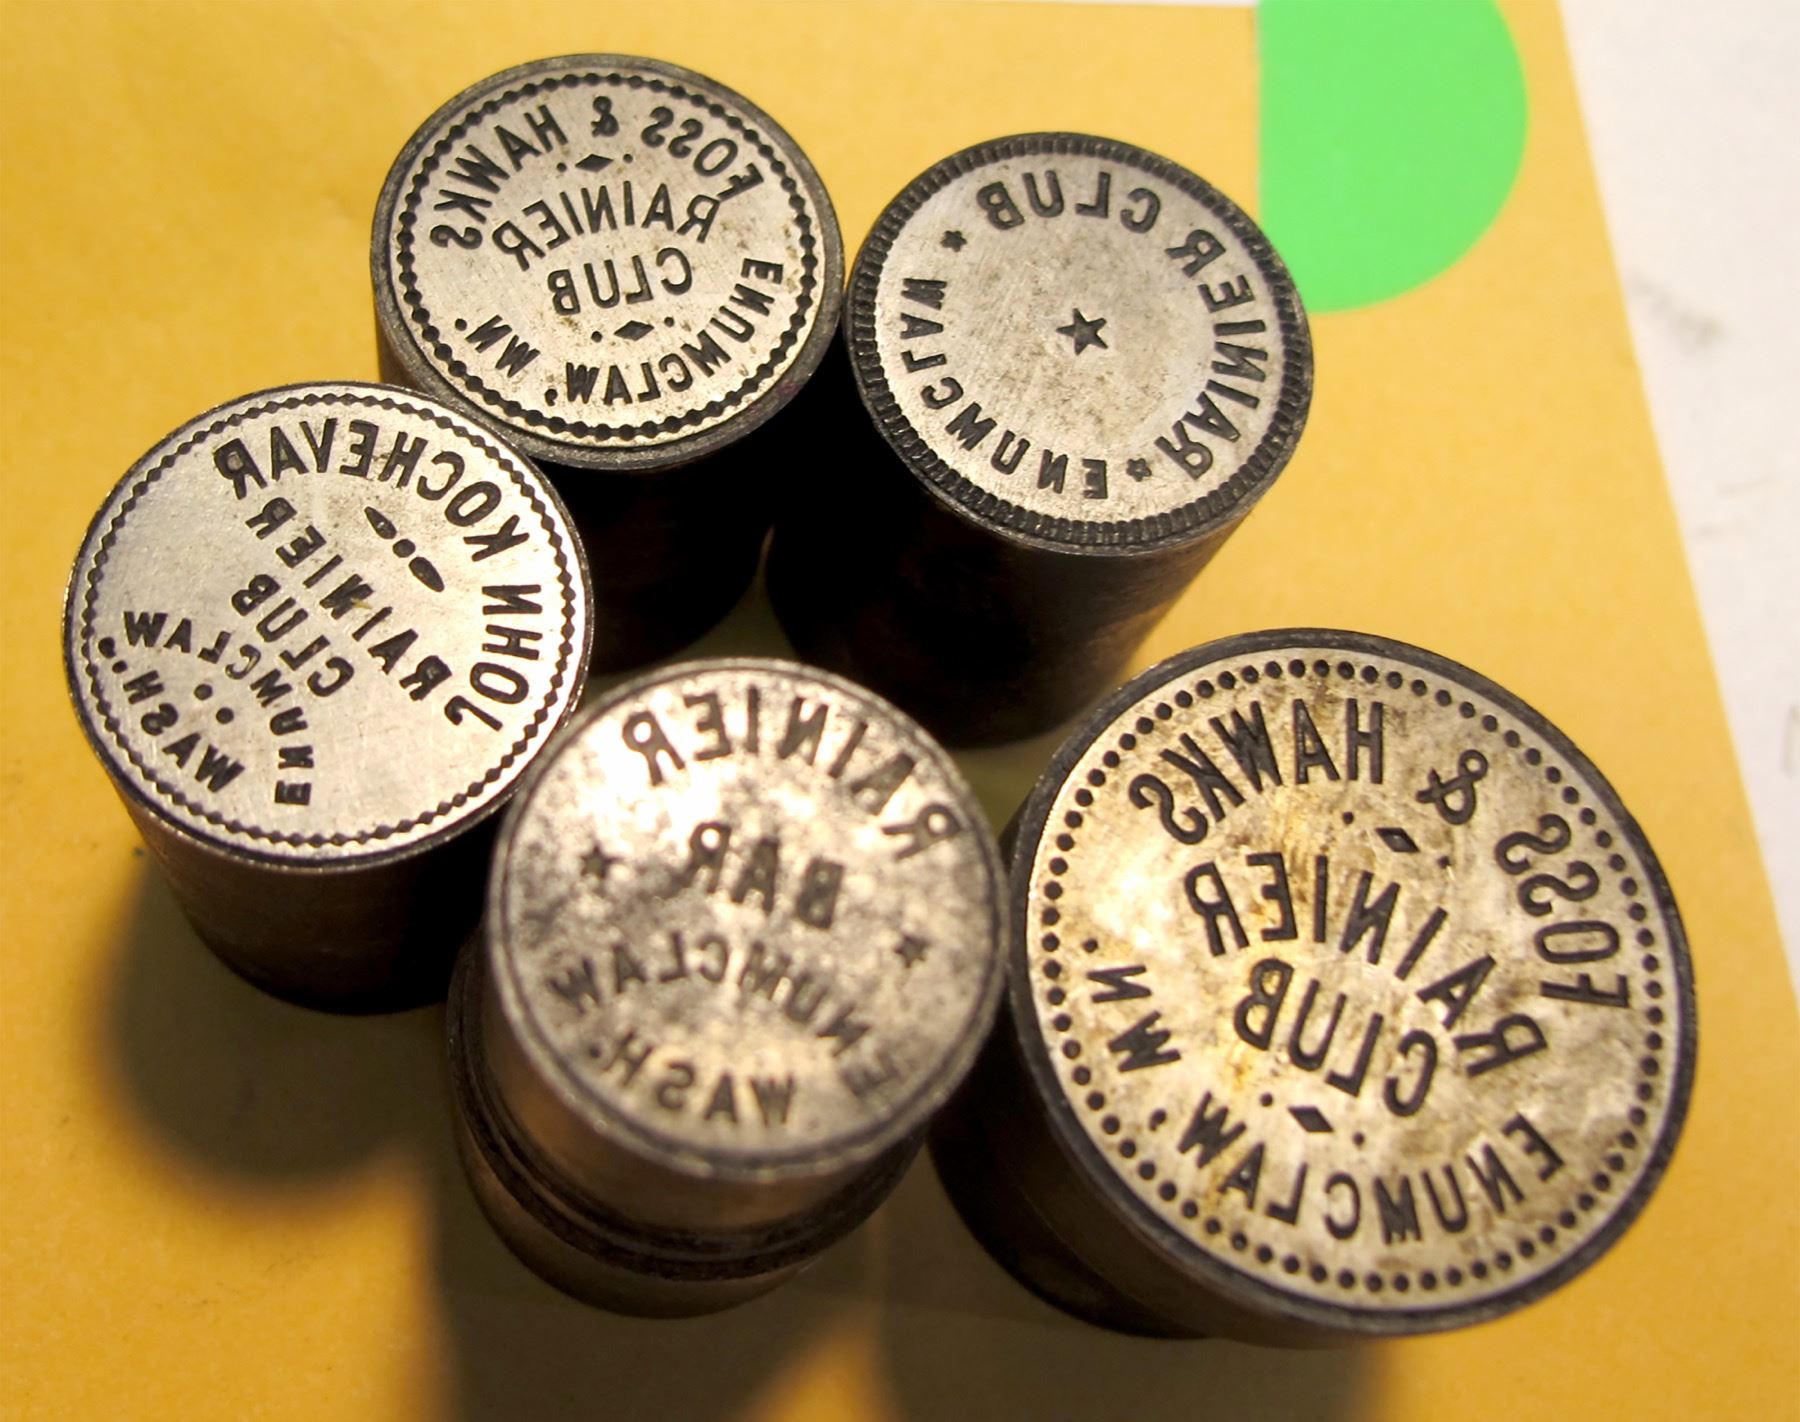 FOSS & HAWKS
RAINIER
CLUB
ENUMCLAW, WN.
RAINIER CLUB
ENUMCLAW
JOHN KOCHEVAR
RAINIER
CLUB
ENUMCLAW
WASH.
RAINIER
BAR
ENUMCLAW
WASH.
FOSS & HAWKS
RAINIER
CLUB
ENUMCLAW, WN.